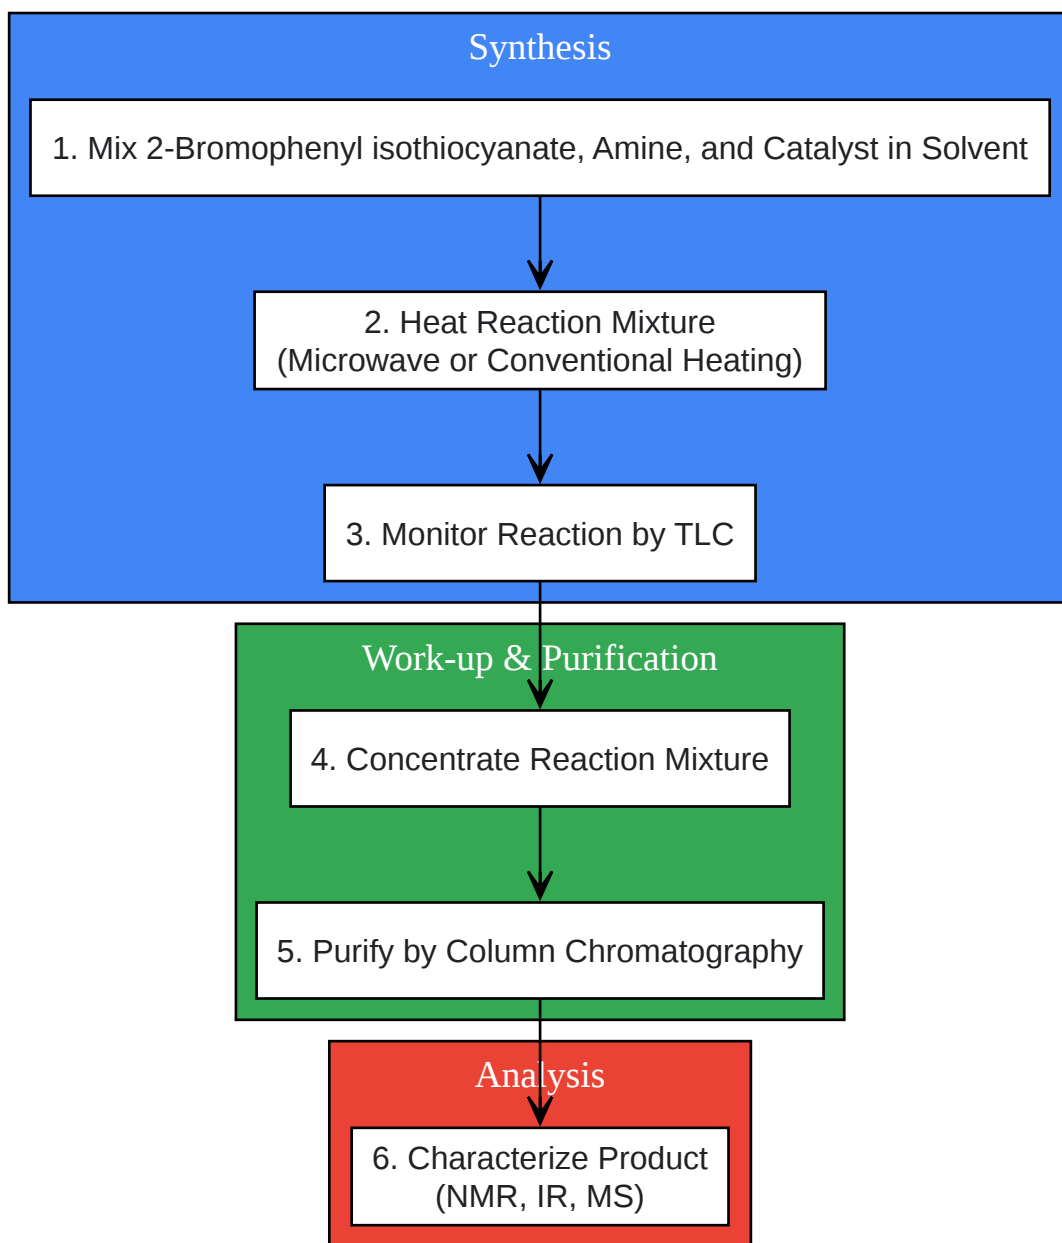 Synthesis
1. Mix 2-Bromophenyl isothiocyanate, Amine, and Catalyst in Solvent
2. Heat Reaction Mixture
(Microwave or Conventional Heating)
3. Monitor Reaction by TLC
Work-up & Purification
4. Concentrate Reaction Mixture
5. Purify by Column Chromatography
Analysis
6. Characterize Product
(NMR, IR, MS)